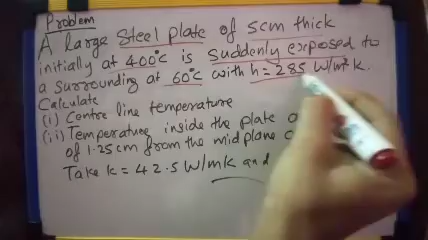 Problem
A large steel plate of 5cm thick
initially at 400°C is suddenly exposed to
a surrounding at 60°C with h = 285 W/m²K.
Calculate
(i) Centre line temperature
(ii) Temperature inside the plate
of 1.25cm from the midplane
Take k = 42.5 W/mK and